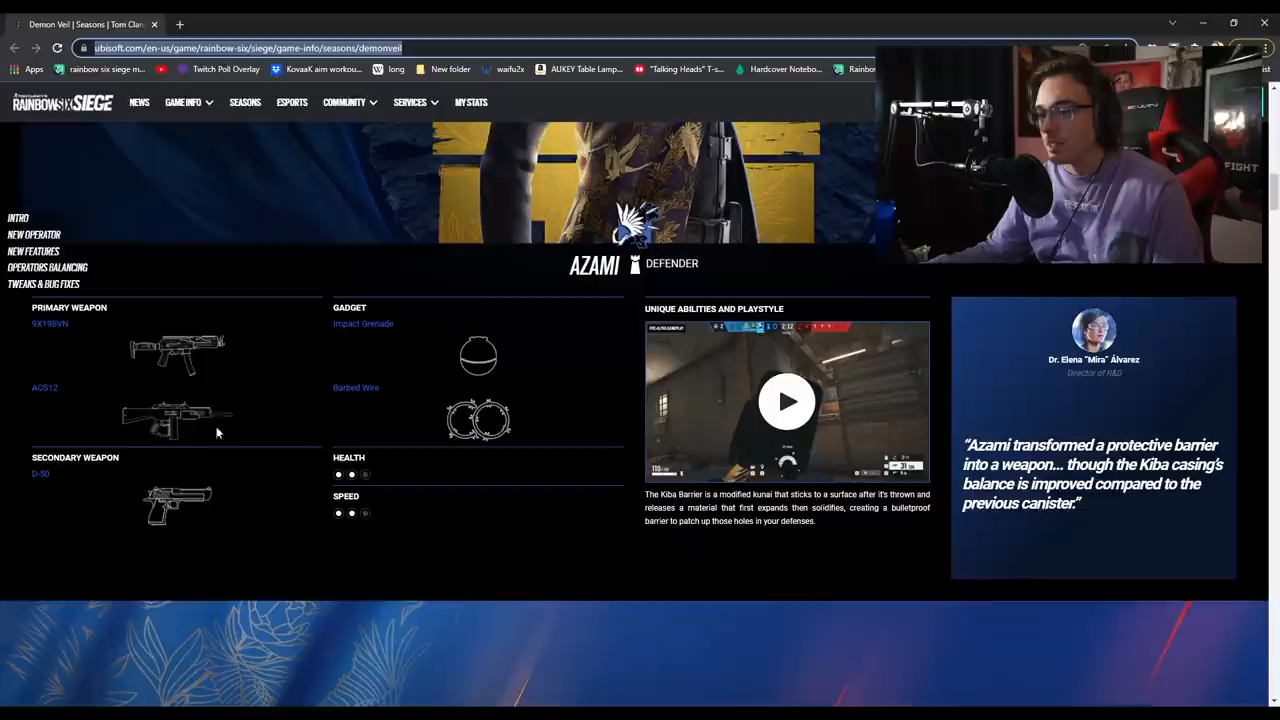 Demon Veil | Seasons | Tom Clan
ubisoft.com/en-us/game/rainbow-six/siege/game-info/seasons/demonveil
Apps
rainbow six siege m...
Twitch Poll Overlay
KovaaK aim workou...
long
New folder
waifu2x
AUKEY Table Lamp...
"Talking Heads" T-s...
Hardcover Notebo...
Rainbow
ist
RAINBOWSIX SIEGE
NEWS
GAME INFO
SEASONS
ESPORTS
COMMUNITY
SERVICES
MY STATS
FIGHT
INTRO
NEW OPERATOR
NEW FEATURES
OPERATORS BALANCING
TWEAKS & BUG FIXES
AZAMI
DEFENDER
PRIMARY WEAPON
9X19SVN
ACS12
SECONDARY WEAPON
D-50
GADGET
Impact Grenade
Barbed Wire
HEALTH
SPEED
UNIQUE ABILITIES AND PLAYSTYLE
2:12
The Kiba Barrier is a modified kunai that sticks to a surface after it's thrown and
releases a material that first expands then solidifies, creating a bulletproof
barrier to patch up those holes in your defenses.
Dr. Elena "Mira" Álvarez
Director of R&D
"Azami transformed a protective barrier
into a weapon... though the Kiba casing's
balance is improved compared to the
previous canister."